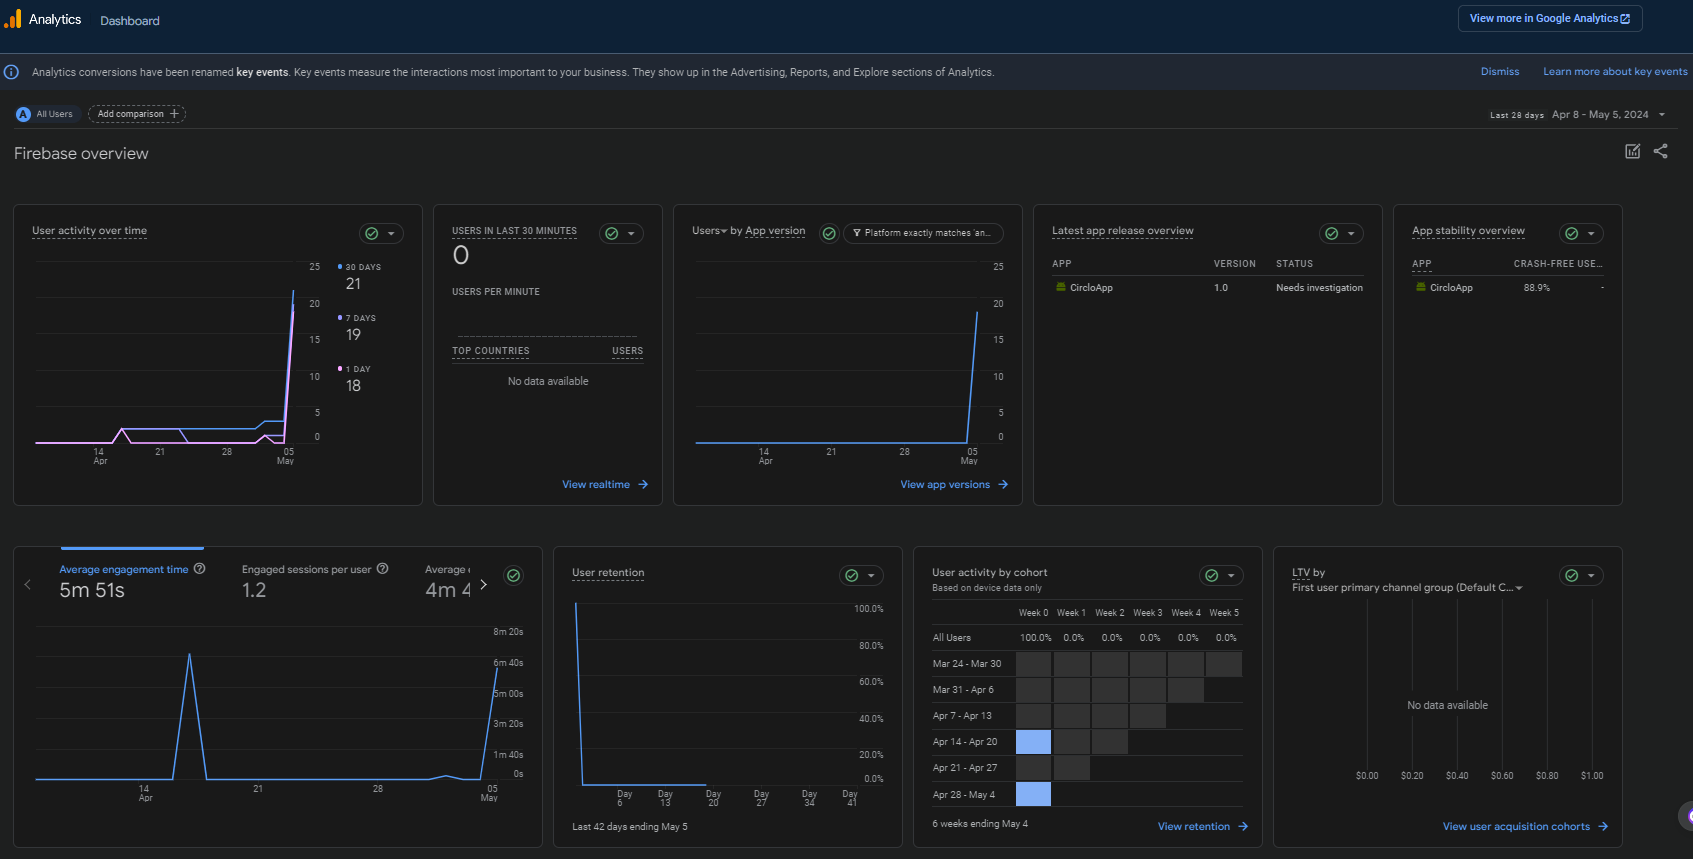 Analytics Dashboard
View more in Google Analytics
Analytics conversions have been renamed key events. Key events measure the interactions most important to your business. They show up in the Advertising, Reports, and Explore sections of Analytics.
Dismiss Learn more about key events
A All Users Add comparison +
Last 28 days Apr 8 - May 5, 2024
Firebase overview
User activity over time
25
20
15
10
5
0
14 Apr
21
28
05 May
30 DAYS
21
7 DAYS
19
1 DAY
18
USERS IN LAST 30 MINUTES
0
USERS PER MINUTE
TOP COUNTRIES USERS
No data available
View realtime
Users by App version
Platform exactly matches 'an...
25
20
15
10
5
0
14 Apr
21
28
05 May
View app versions
Latest app release overview
APP VERSION STATUS
CircloApp 1.0 Needs investigation
App stability overview
APP CRASH-FREE USE...
CircloApp 88.9% -
Average engagement time
5m 51s
Engaged sessions per user
1.2
Average
4m 4
8m 20s
6m 40s
5m 00s
3m 20s
1m 40s
0s
14 Apr
21
28
05 May
User retention
100.0%
80.0%
60.0%
40.0%
20.0%
0.0%
Day 6
Day 13
Day 20
Day 27
Day 34
Day 41
Last 42 days ending May 5
User activity by cohort
Based on device data only
Week 0 Week 1 Week 2 Week 3 Week 4 Week 5
All Users 100.0% 0.0% 0.0% 0.0% 0.0% 0.0%
Mar 24 - Mar 30
Mar 31 - Apr 6
Apr 7 - Apr 13
Apr 14 - Apr 20
Apr 21 - Apr 27
Apr 28 - May 4
6 weeks ending May 4
View retention
LTV by
First user primary channel group (Default C...
No data available
$0.00 $0.20 $0.40 $0.60 $0.80 $1.00
View user acquisition cohorts